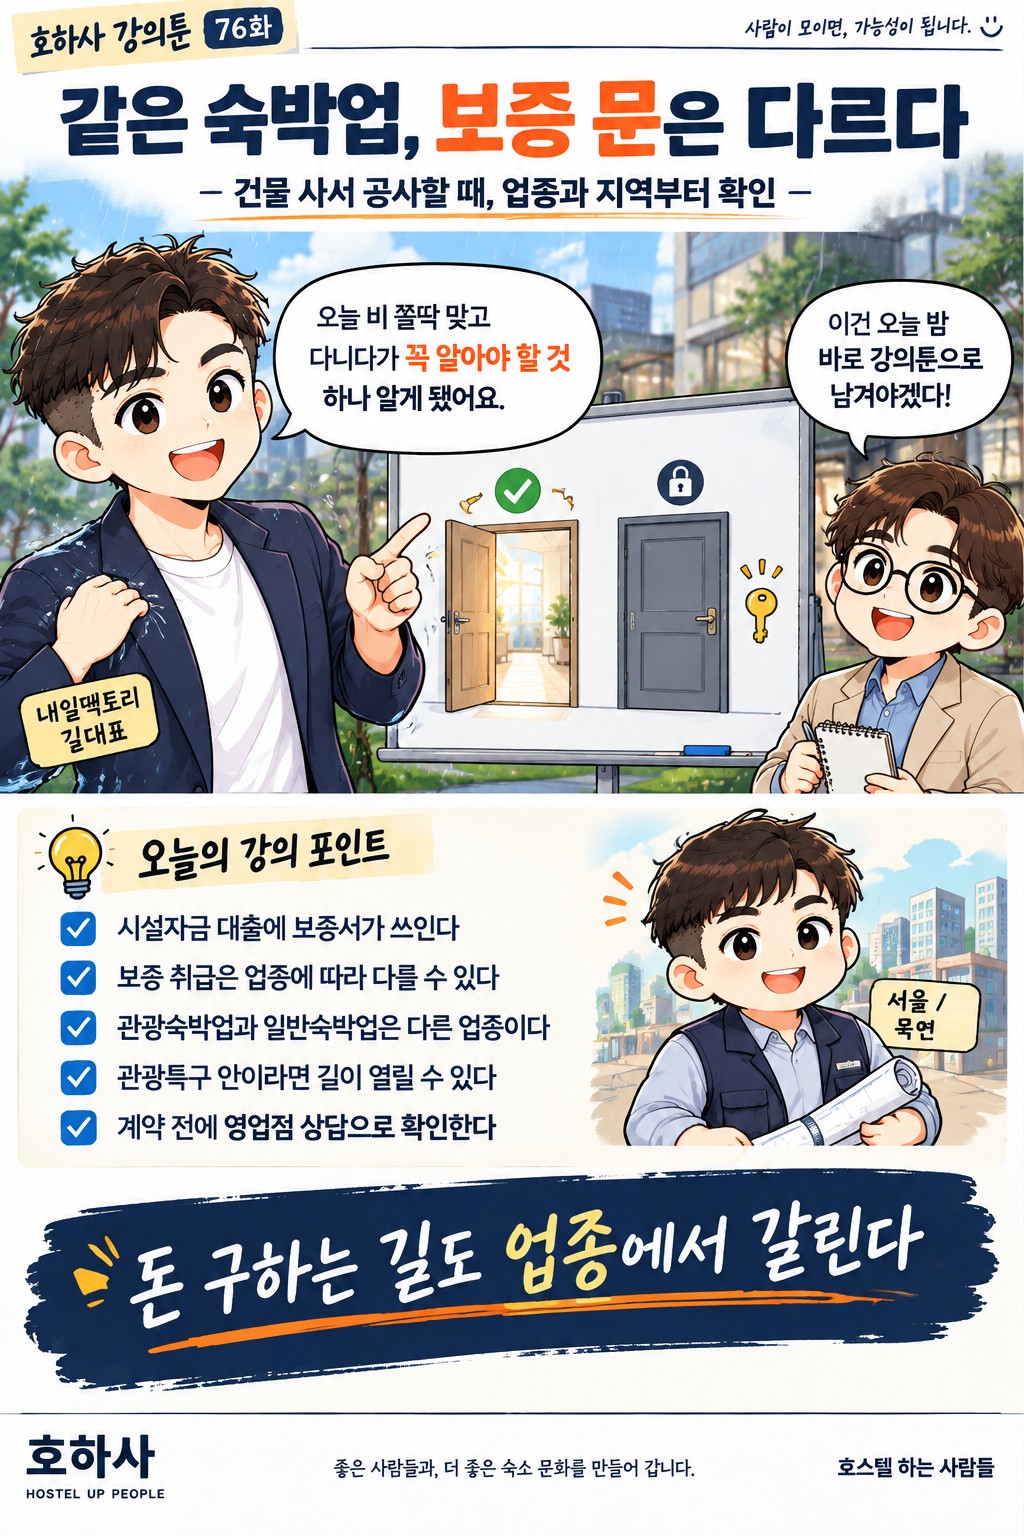 호하사 강의툰 76화
사람이 모이면, 가능성이 됩니다.
같은 숙박업, 보증 문은 다르다
– 건물 사서 공사할 때, 업종과 지역부터 확인 –
오늘 비 쫄딱 맞고
다니다가 꼭 알아야 할 것
하나 알게 됐어요.
이건 오늘 밤
바로 강의툰으로
남겨야겠다!
내일맥토리
길대표
오늘의 강의 포인트
시설자금 대출에 보증서가 쓰인다
보증 취급은 업종에 따라 다를 수 있다
관광숙박업과 일반숙박업은 다른 업종이다
관광특구 안이라면 길이 열릴 수 있다
계약 전에 영업점 상담으로 확인한다
서울 /
목연
돈 구하는 길도 업종에서 갈린다
호하사
HOSTEL UP PEOPLE
좋은 사람들과, 더 좋은 숙소 문화를 만들어 갑니다.
호스텔 하는 사람들